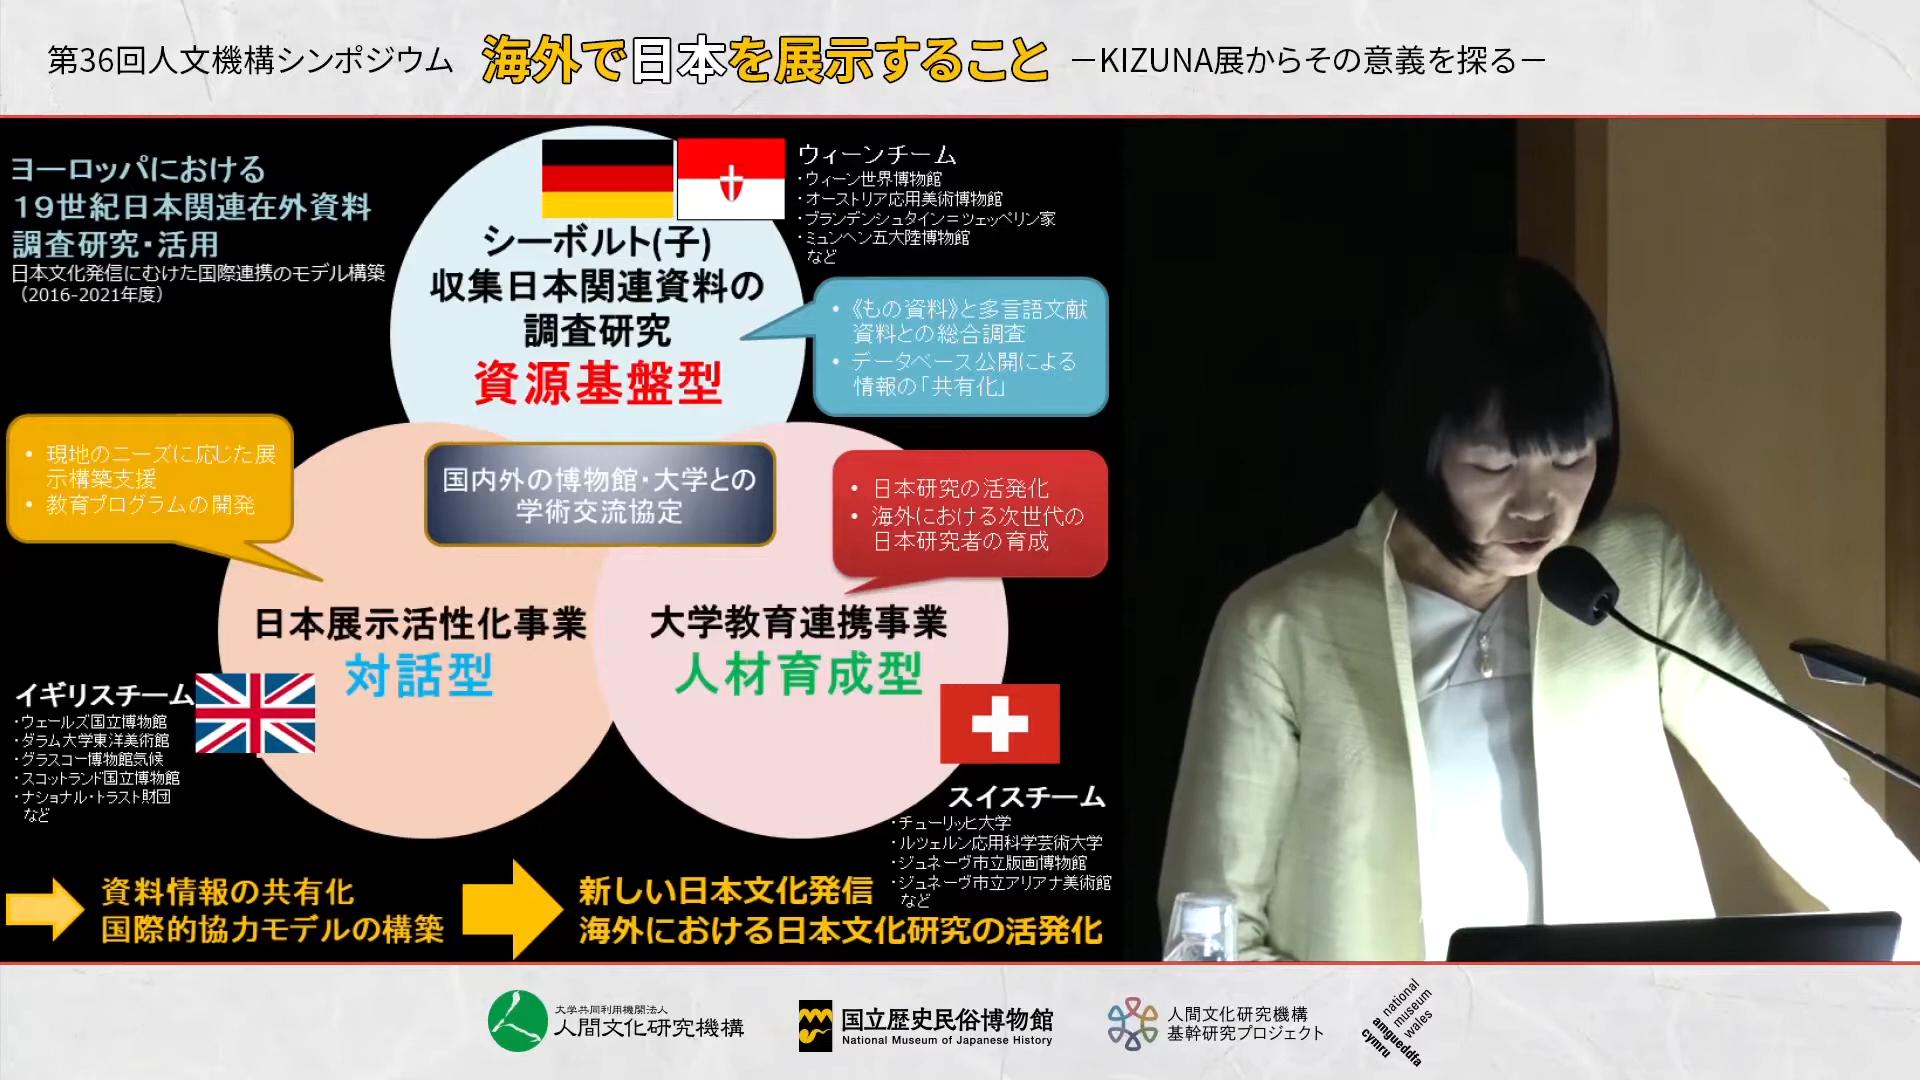 第36回人文機構シンポジウム 海外で日本を展示すること －KIZUNA展からその意義を探る－
ヨーロッパにおける
19世紀日本関連在外資料
調査研究・活用
日本文化発信にむけた国際連携のモデル構築
（2016-2021年度）
シーボルト(子)
収集日本関連資料の
調査研究
資源基盤型
ウィーンチーム
・ウィーン世界博物館
・オーストリア応用美術博物館
・ブランデンシュタイン＝ツェッペリン家
・ミュンヘン五大陸博物館
など
• 《もの資料》と多言語文献
資料との総合調査
• データベース公開による
情報の「共有化」
• 現地のニーズに応じた展
示構築支援
• 教育プログラムの開発
国内外の博物館・大学との
学術交流協定
• 日本研究の活発化
• 海外における次世代の
日本研究者の育成
日本展示活性化事業
対話型
大学教育連携事業
人材育成型
イギリスチーム
・ウェールズ国立博物館
・ダラム大学東洋美術館
・グラスコー博物館気候
・スコットランド国立博物館
・ナショナル・トラスト財団
など
スイスチーム
・チューリッヒ大学
・ルツェルン応用科学芸術大学
・ジュネーヴ市立版画博物館
・ジュネーヴ市立アリアナ美術館
など
資料情報の共有化
国際的協力モデルの構築
新しい日本文化発信
海外における日本文化研究の活発化
大学共同利用機関法人
人間文化研究機構
国立歴史民俗博物館
National Museum of Japanese History
人間文化研究機構
基幹研究プロジェクト
national
museum
wales
amgueddfa
cymru